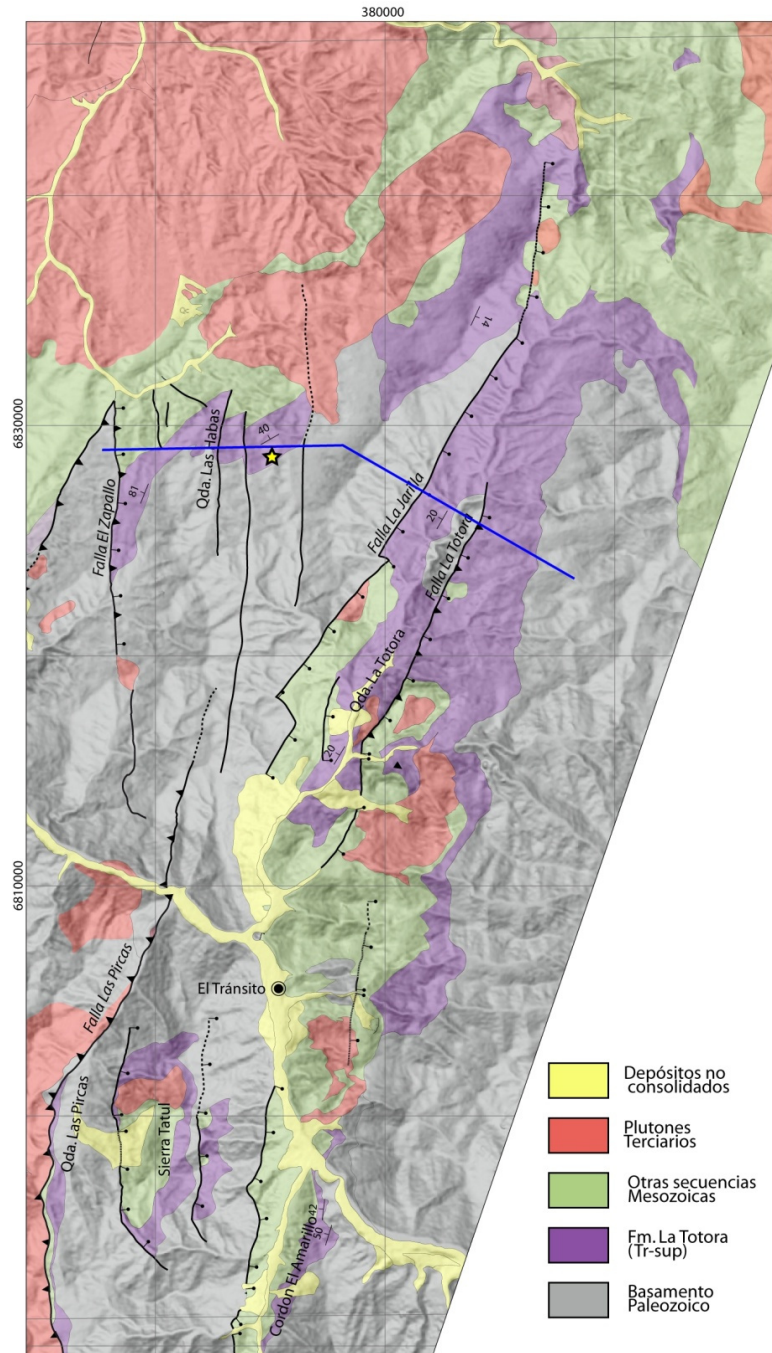 380000
14
6830000
40
Qda. Las Habas
81
Falla El Zapallo
Falla La Jarilla
20
Falla La Totora
Qda. La Totora
20
6810000
Falla Las Pircas
El Tránsito
Qda. Las Pircas
Sierra Tatul
42
50
Cordon El Amarillo
Depósitos no
consolidados
Plutones
Terciarios
Otras secuencias
Mesozoicas
Fm. La Totora
(Tr-sup)
Basamento
Paleozoico